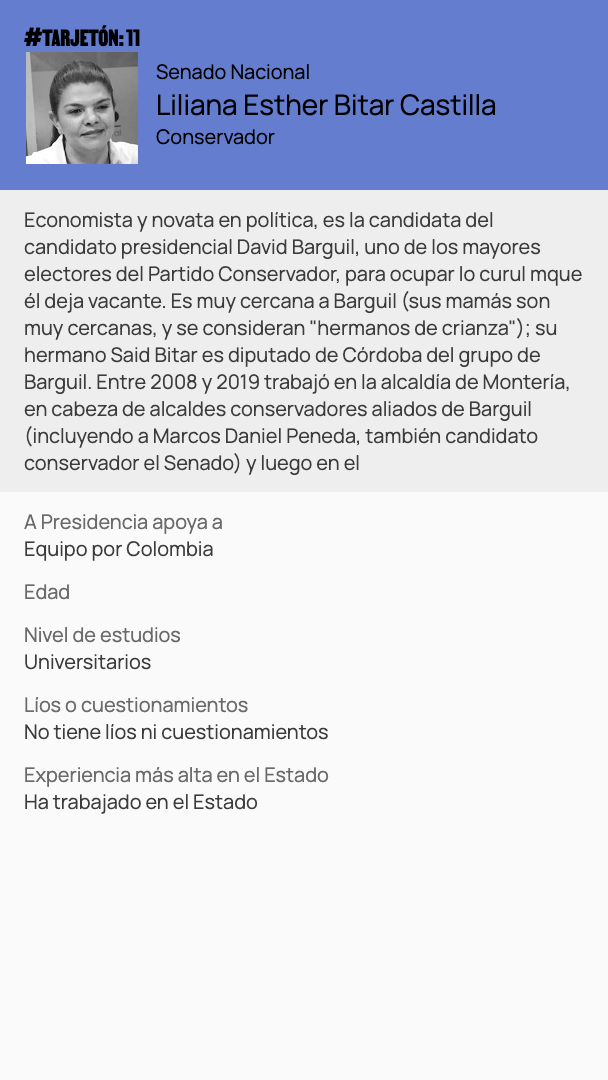 #TARJETÓN: 11
Senado Nacional
Liliana Esther Bitar Castilla
Conservador
Economista y novata en política, es la candidata del
candidato presidencial David Barguil, uno de los mayores
electores del Partido Conservador, para ocupar lo curul mque
él deja vacante. Es muy cercana a Barguil (sus mamás son
muy cercanas, y se consideran "hermanos de crianza"); su
hermano Said Bitar es diputado de Córdoba del grupo de
Barguil. Entre 2008 y 2019 trabajó en la alcaldía de Montería,
en cabeza de alcaldes conservadores aliados de Barguil
(incluyendo a Marcos Daniel Peneda, también candidato
conservador el Senado) y luego en el
A Presidencia apoya a
Equipo por Colombia
Edad
Nivel de estudios
Universitarios
Líos o cuestionamientos
No tiene líos ni cuestionamientos
Experiencia más alta en el Estado
Ha trabajado en el Estado